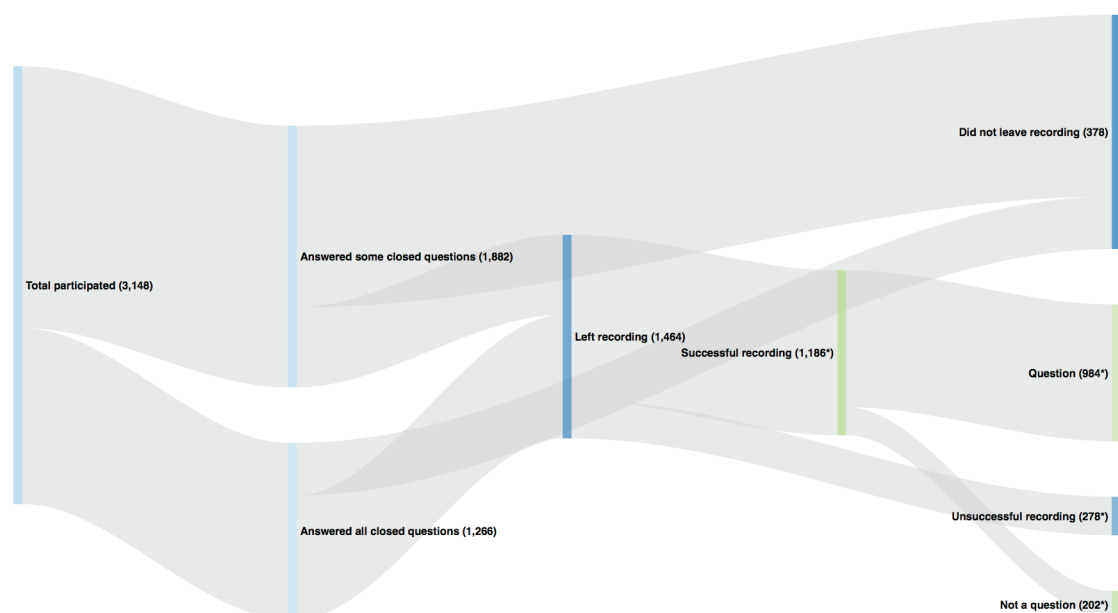 Total participated (3,148)
Answered some closed questions (1,882)
Answered all closed questions (1,266)
Left recording (1,464)
Successful recording (1,186*)
Did not leave recording (378)
Question (984*)
Unsuccessful recording (278*)
Not a question (202*)